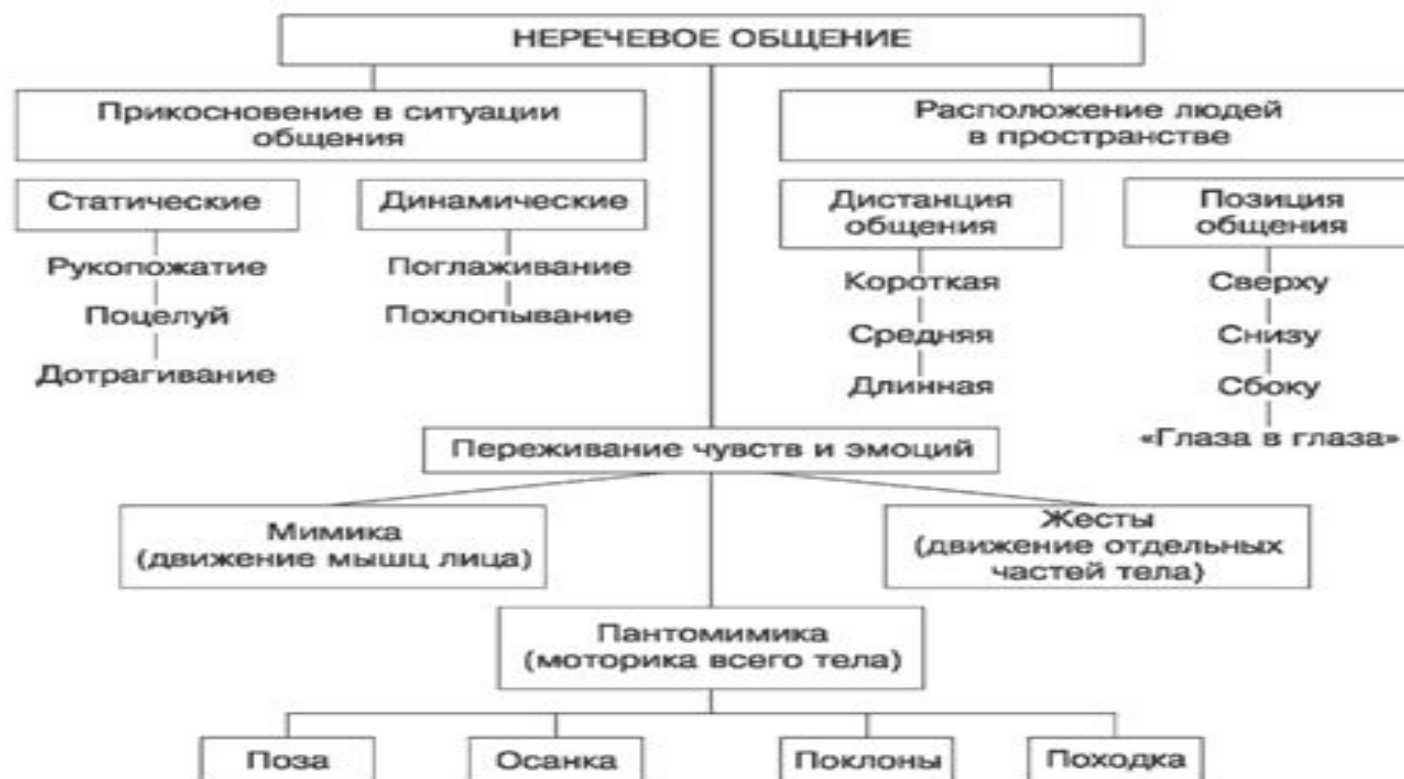 НЕРЕЧЕВОЕ ОБЩЕНИЕ
Прикосновение в ситуации
общения
Статические
Рукопожатие
Поцелуй
Дотрагивание
Динамические
Поглаживание
Похлопывание
Расположение людей
в пространстве
Дистанция
общения
Короткая
Средняя
Длинная
Позиция
общения
Сверху
Снизу
Сбоку
«Глаза в глаза»
Переживание чувств и эмоций
Мимика
(движение мышц лица)
Жесты
(движение отдельных
частей тела)
Пантомимика
(моторика всего тела)
Поза
Осанка
Поклоны
Походка